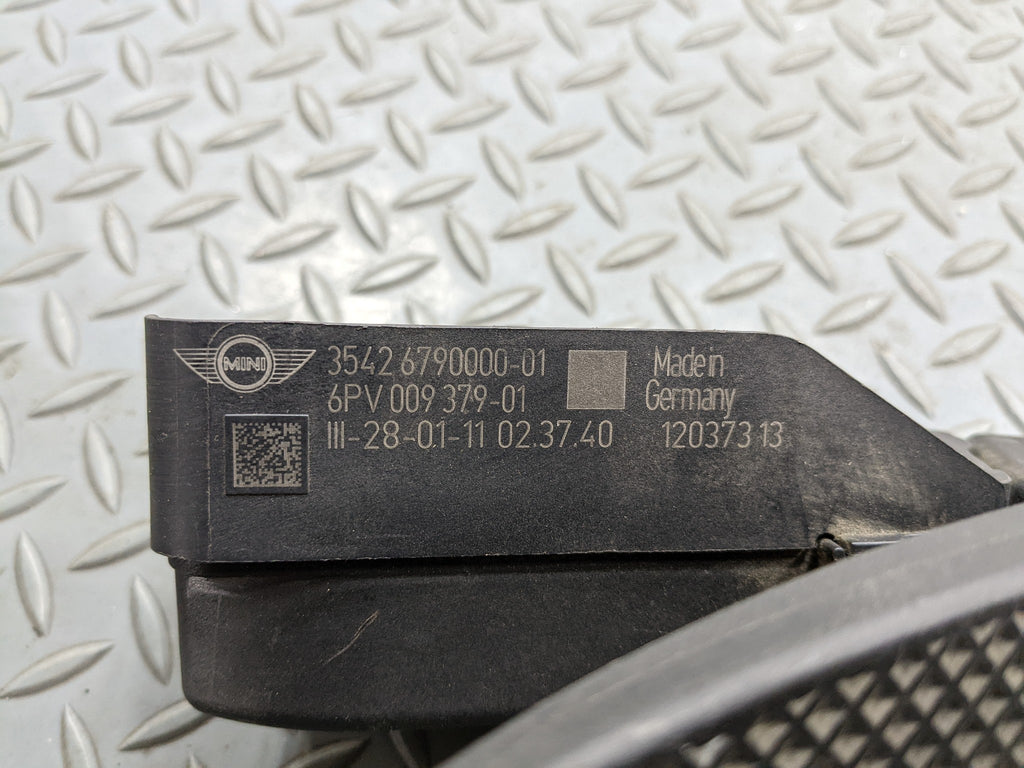 MINI
3542 6790000-01
6PV 009 379-01
III-28-01-11 02.37.40
Made in
Germany
12037313